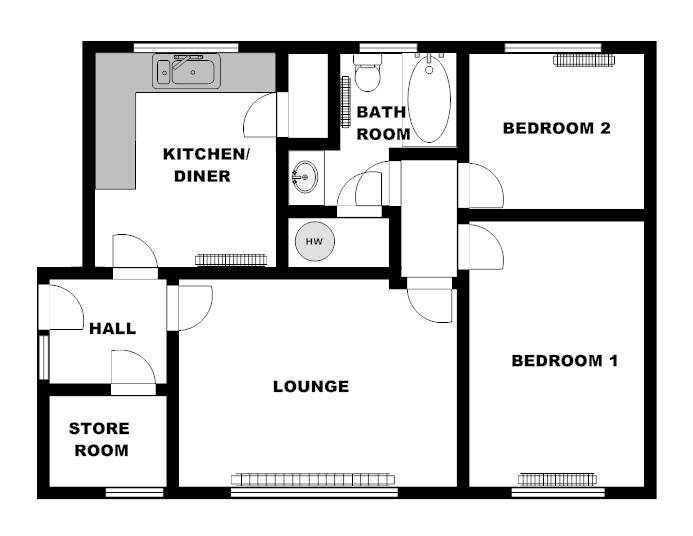 BATH
ROOM
BEDROOM 2
KITCHEN/
DINER
HW
HALL
BEDROOM 1
LOUNGE
STORE
ROOM